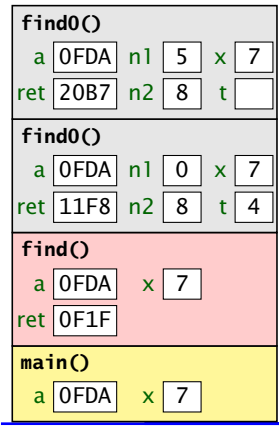 find0()
a 0FDA n1 5 x 7
ret 20B7 n2 8 t
find0()
a 0FDA n1 0 x 7
ret 11F8 n2 8 t 4
find()
a 0FDA x 7
ret 0F1F
main()
a 0FDA x 7